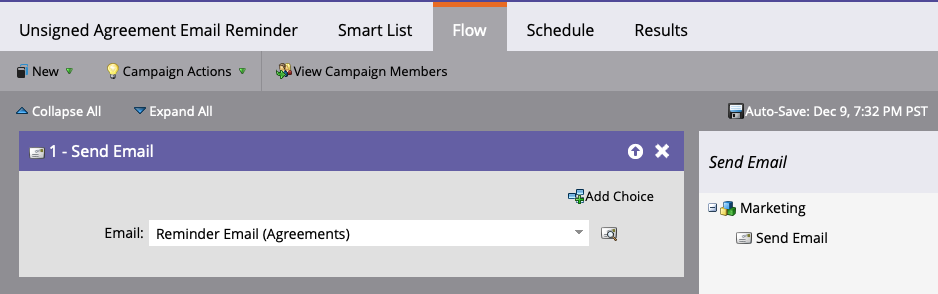 Unsigned Agreement Email Reminder Smart List Flow Schedule Results
New Campaign Actions View Campaign Members
Collapse All Expand All Auto-Save: Dec 9, 7:32 PM PST
1 - Send Email
Send Email
Add Choice
Marketing
Email: Reminder Email (Agreements)
Send Email